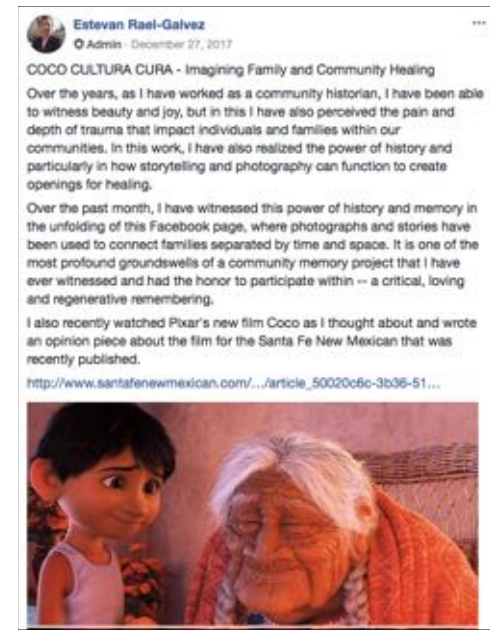 Estevan Rael-Galvez
Admin · December 27, 2017
COCO CULTURA CURA - Imagining Family and Community Healing
Over the years, as I have worked as a community historian, I have been able
to witness beauty and joy, but in this I have also perceived the pain and
depth of trauma that impact individuals and families within our
communities. In this work, I have also realized the power of history and
particularly in how storytelling and photography can function to create
openings for healing.
Over the past month, I have witnessed this power of history and memory in
the unfolding of this Facebook page, where photographs and stories have
been used to connect families separated by time and space. It is one of the
most profound groundswells of a community memory project that I have
ever witnessed and had the honor to participate within -- a critical, loving
and regenerative remembering.
I also recently watched Pixar's new film Coco as I thought about and wrote
an opinion piece about the film for the Santa Fe New Mexican that was
recently published.
http://www.santafenewmexican.com/.../article_50020c6c-3b36-51...